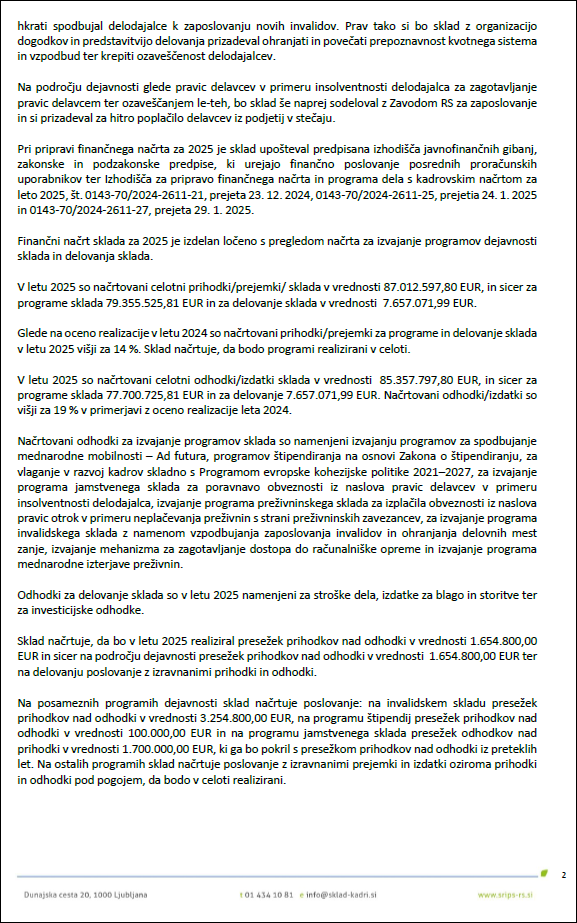 hkrati spodbujal delodajalce k zaposlovanju novih invalidov. Prav tako si bo sklad z organizacijo
dogodkov in predstavitvijo delovanja prizadeval ohranjati in povečati prepoznavnost kvotnega sistema
in vzpodbud ter krepiti ozaveščenost delodajalcev.
Na področju dejavnosti glede pravic delavcev v primeru insolventnosti delodajalca za zagotavljanje
pravic delavcem ter ozaveščanjem le-teh, bo sklad še naprej sodeloval z Zavodom RS za zaposlovanje
in si prizadeval za hitro poplačilo delavcev iz podjetij v stečaju.
Pri pripravi finančnega načrta za 2025 je sklad upošteval predpisana izhodišča javnofinančnih gibanj,
zakonske in podzakonske predpise, ki urejajo finančno poslovanje posrednih proračunskih
uporabnikov ter Izhodišča za pripravo finančnega načrta in programa dela s kadrovskim načrtom za
leto 2025, št. 0143-70/2024-2611-21, prejeta 23. 12. 2024, 0143-70/2024-2611-25, prejetia 24. 1. 2025
in 0143-70/2024-2611-27, prejeta 29. 1. 2025.
Finančni načrt sklada za 2025 je izdelan ločeno s pregledom načrta za izvajanje programov dejavnosti
sklada in delovanja sklada.
V letu 2025 so načrtovani celotni prihodki/prejemki/ sklada v vrednosti 87.012.597,80 EUR, in sicer za
programe sklada 79.355.525,81 EUR in za delovanje sklada v vrednosti 7.657.071,99 EUR.
Glede na oceno realizacije v letu 2024 so načrtovani prihodki/prejemki za programe in delovanje sklada
v letu 2025 višji za 14 %. Sklad načrtuje, da bodo programi realizirani v celoti.
V letu 2025 so načrtovani celotni odhodki/izdatki sklada v vrednosti 85.357.797,80 EUR, in sicer za
programe sklada 77.700.725,81 EUR in za delovanje 7.657.071,99 EUR. Načrtovani odhodki/izdatki so
višji za 19 % v primerjavi z oceno realizacije leta 2024.
Načrtovani odhodki za izvajanje programov sklada so namenjeni izvajanju programov za spodbujanje
mednarodne mobilnosti – Ad futura, programov štipendiranja na osnovi Zakona o štipendiranju, za
vlaganje v razvoj kadrov skladno s Programom evropske kohezijske politike 2021–2027, za izvajanje
programa jamstvenega sklada za poravnavo obveznosti iz naslova pravic delavcev v primeru
insolventnosti delodajalca, izvajanje programa preživninskega sklada za izplačila obveznosti iz naslova
pravic otrok v primeru neplačevanja preživnin s strani preživninskih zavezancev, za izvajanje programa
invalidskega sklada z namenom vzpodbujanja zaposlovanja invalidov in ohranjanja delovnih mest
zanje, izvajanje mehanizma za zagotavljanje dostopa do računalniške opreme in izvajanje programa
mednarodne izterjave preživnin.
Odhodki za delovanje sklada so v letu 2025 namenjeni za stroške dela, izdatke za blago in storitve ter
za investicijske odhodke.
Sklad načrtuje, da bo v letu 2025 realiziral presežek prihodkov nad odhodki v vrednosti 1.654.800,00
EUR in sicer na področju dejavnosti presežek prihodkov nad odhodki v vrednosti 1.654.800,00 EUR ter
na delovanju poslovanje z izravnanimi prihodki in odhodki.
Na posameznih programih dejavnosti sklad načrtuje poslovanje: na invalidskem skladu presežek
prihodkov nad odhodki v vrednosti 3.254.800,00 EUR, na programu štipendij presežek prihodkov nad
odhodki v vrednosti 100.000,00 EUR in na programu jamstvenega sklada presežek odhodkov nad
prihodki v vrednosti 1.700.000,00 EUR, ki ga bo pokril s presežkom prihodkov nad odhodki iz preteklih
let. Na ostalih programih sklad načrtuje poslovanje z izravnanimi prejemki in izdatki oziroma prihodki
in odhodki pod pogojem, da bodo v celoti realizirani.
2
Dunajska cesta 20, 1000 Ljubljana t 01 434 10 81 e info@sklad-kadri.si www.srips-rs.si